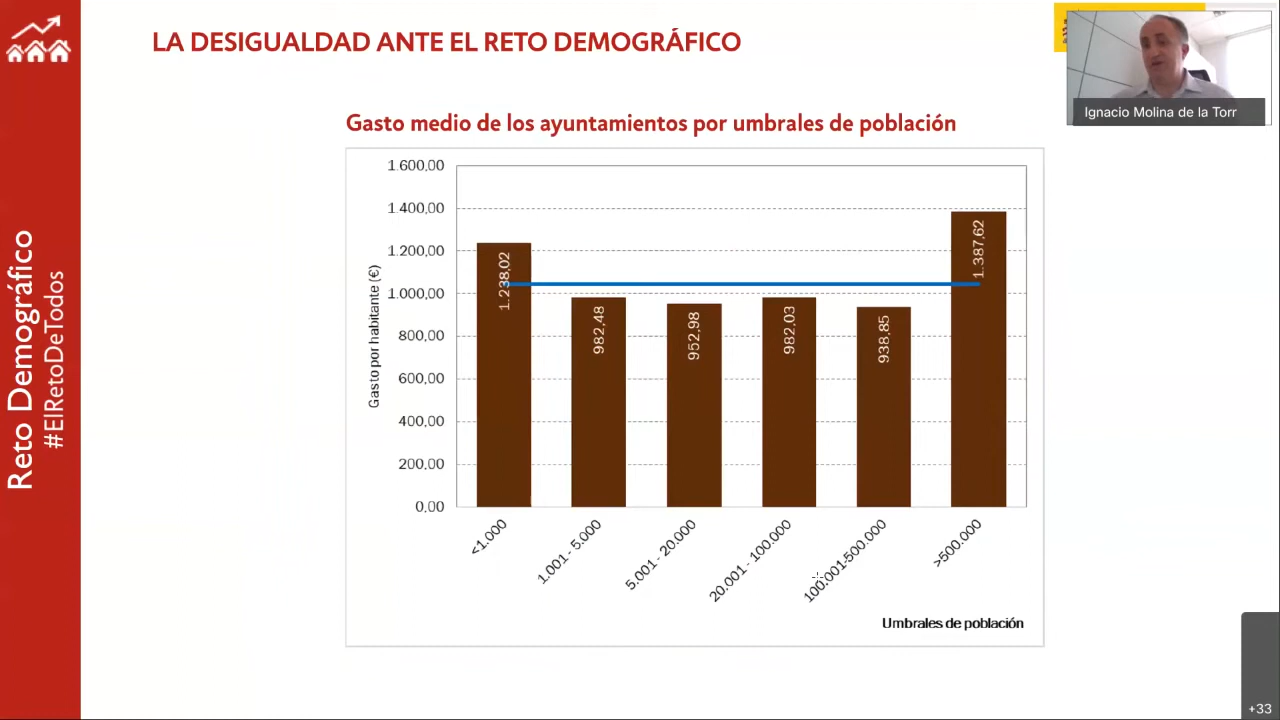 LA DESIGUALDAD ANTE EL RETO DEMOGRÁFICO
Ignacio Molina de la Torr
Reto Demográfico
#ElRetoDeTodos
Gasto medio de los ayuntamientos por umbrales de población
Gasto por habitante (€)
1.600,00
1.400,00
1.200,00
1.000,00
800,00
600,00
400,00
200,00
0,00
1.238,02
982,48
952,98
982,03
938,85
1.387,62
<1.000
1.001 - 5.000
5.001 - 20.000
20.001 - 100.000
100.001-500.000
>500.000
Umbrales de población
+33